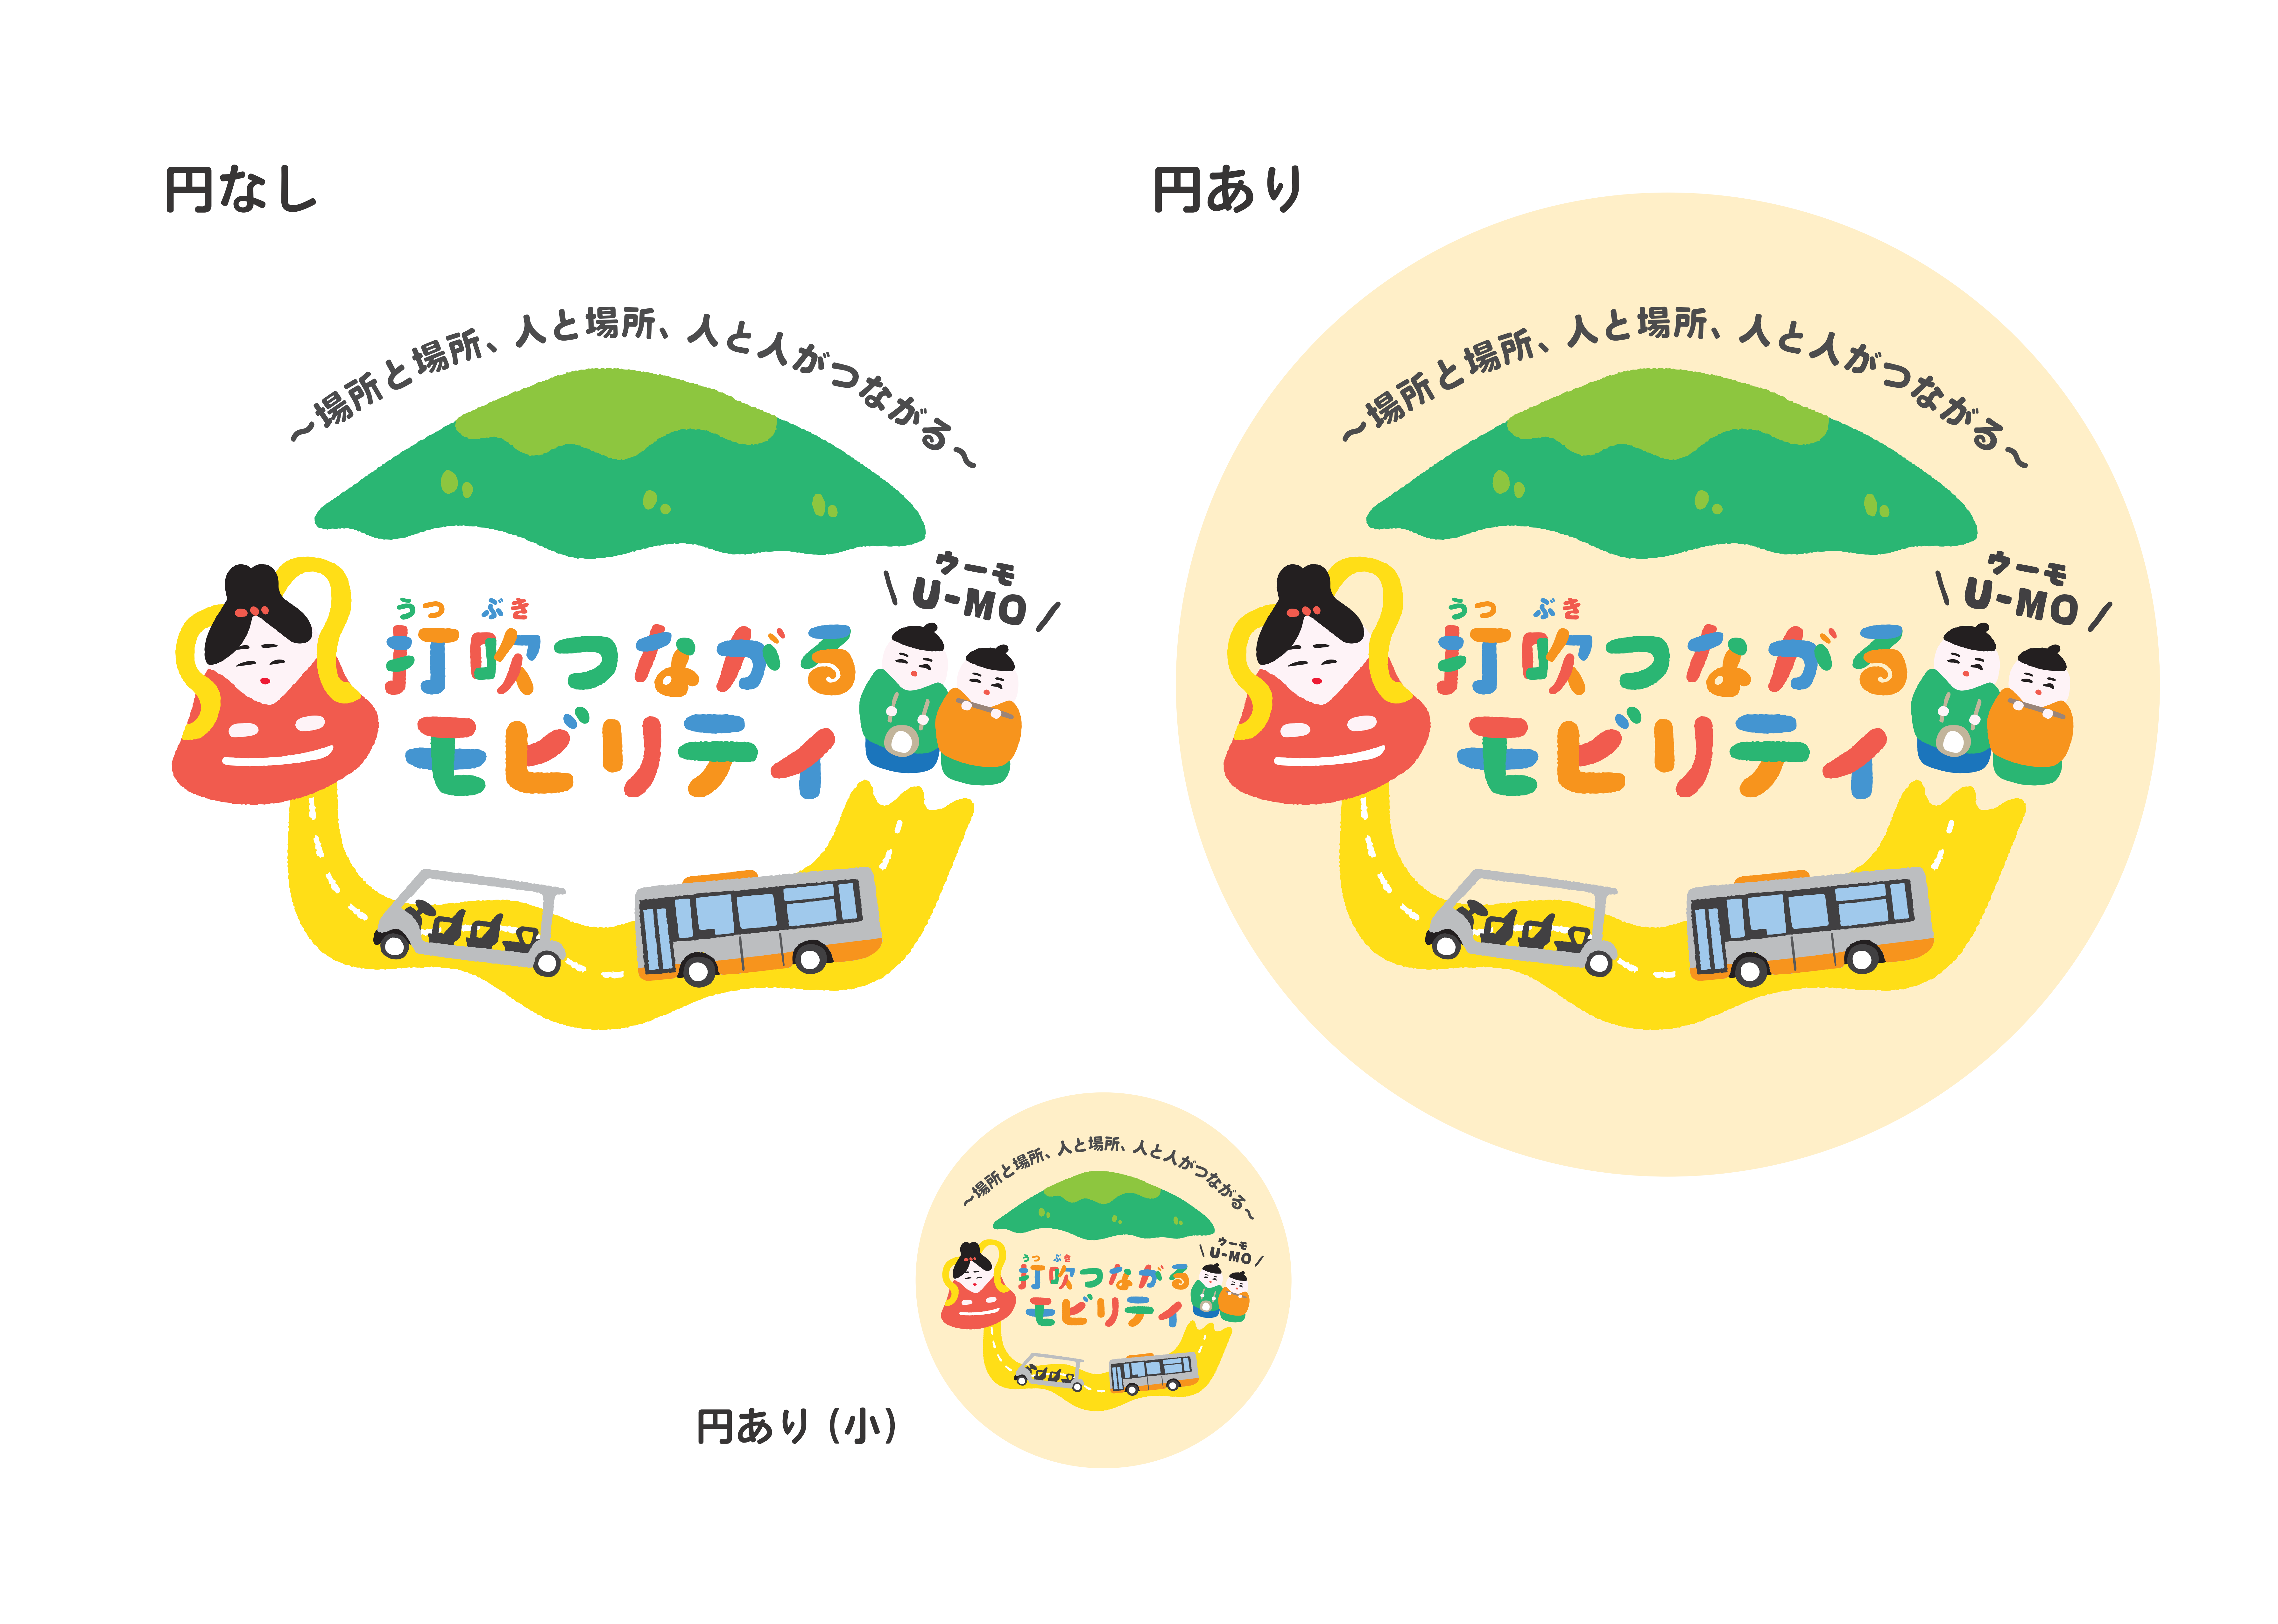 円なし
～場所と場所、人と場所、人と人がつながる～
ウーモ
\ U-MO /
うつ ぶき
打吹つながる
モビリティ
円あり
～場所と場所、人と場所、人と人がつながる～
ウーモ
\ U-MO /
うつ ぶき
打吹つながる
モビリティ
円あり (小)
～場所と場所、人と場所、人と人がつながる～
ウーモ
\ U-MO /
うつ ぶき
打吹つながる
モビリティ